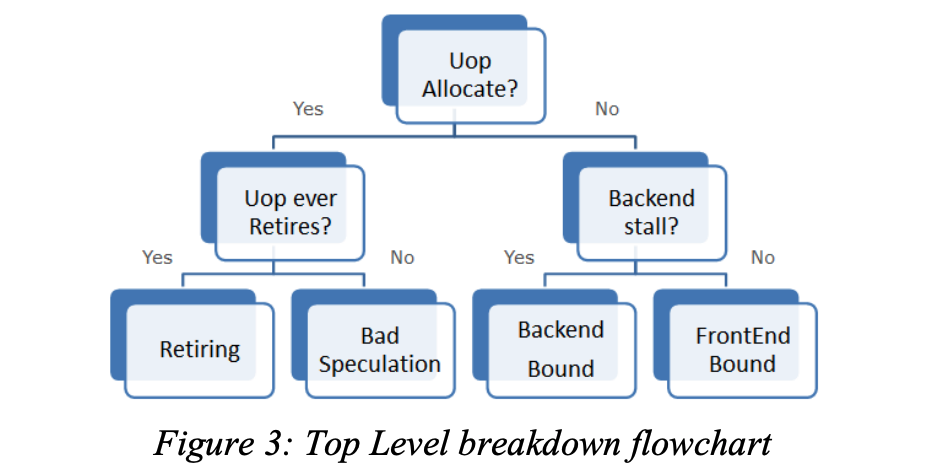 Uop
Allocate?
Yes
No
Uop ever
Retires?
Backend
stall?
Yes
No
Yes
No
Retiring
Bad
Speculation
Backend
Bound
FrontEnd
Bound
Figure 3: Top Level breakdown flowchart